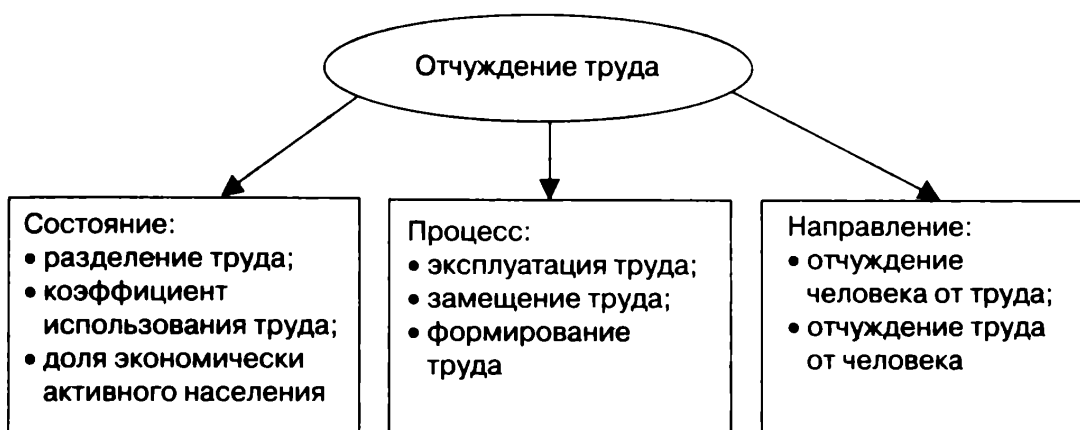 Отчуждение труда
Состояние:
• разделение труда;
• коэффициент
использования труда;
• доля экономически
активного населения
Процесс:
• эксплуатация труда;
• замещение труда;
• формирование
труда
Направление:
• отчуждение
человека от труда;
• отчуждение труда
от человека